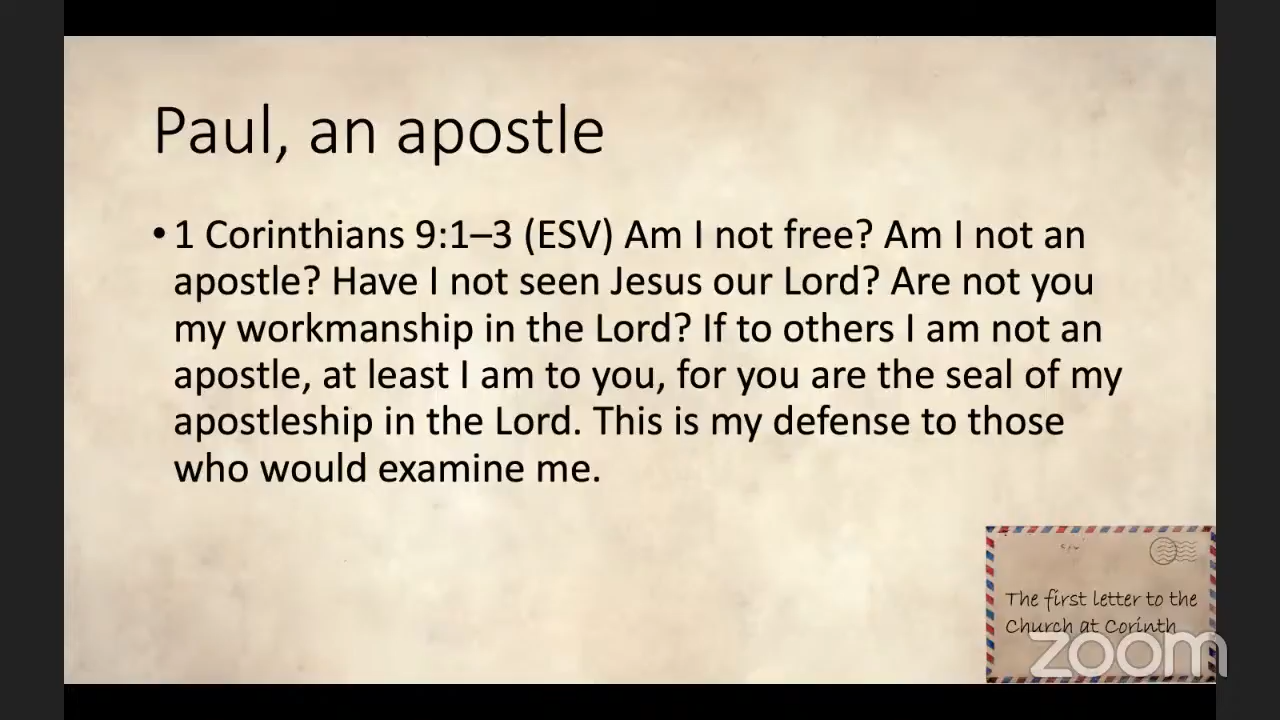 Paul, an apostle
• 1 Corinthians 9:1–3 (ESV) Am I not free? Am I not an
apostle? Have I not seen Jesus our Lord? Are not you
my workmanship in the Lord? If to others I am not an
apostle, at least I am to you, for you are the seal of my
apostleship in the Lord. This is my defense to those
who would examine me.
The first letter to the
Church at Corinth
zoom